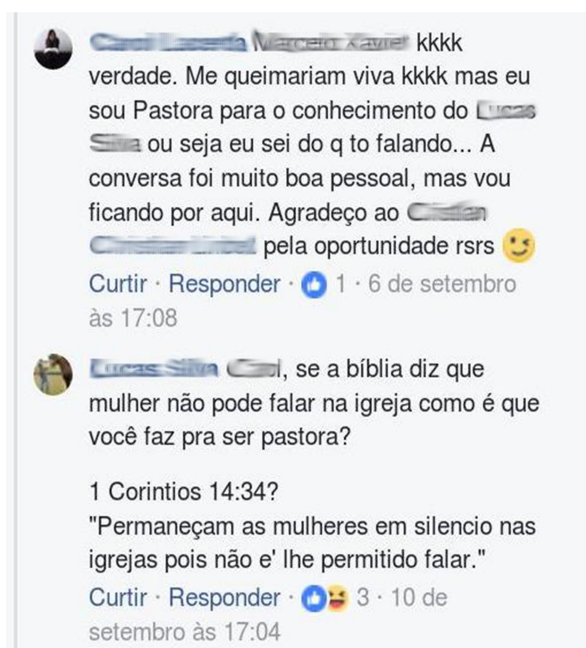 kkkk
verdade. Me queimariam viva kkkk mas eu
sou Pastora para o conhecimento do Lucas
Silva ou seja eu sei do q to falando... A
conversa foi muito boa pessoal, mas vou
ficando por aqui. Agradeço ao
pela oportunidade rsrs
Curtir · Responder · 1 · 6 de setembro
às 17:08
Lucas Silva, se a bíblia diz que
mulher não pode falar na igreja como é que
você faz pra ser pastora?
1 Corintios 14:34?
"Permaneçam as mulheres em silencio nas
igrejas pois não e' lhe permitido falar."
Curtir · Responder · 3 · 10 de
setembro às 17:04